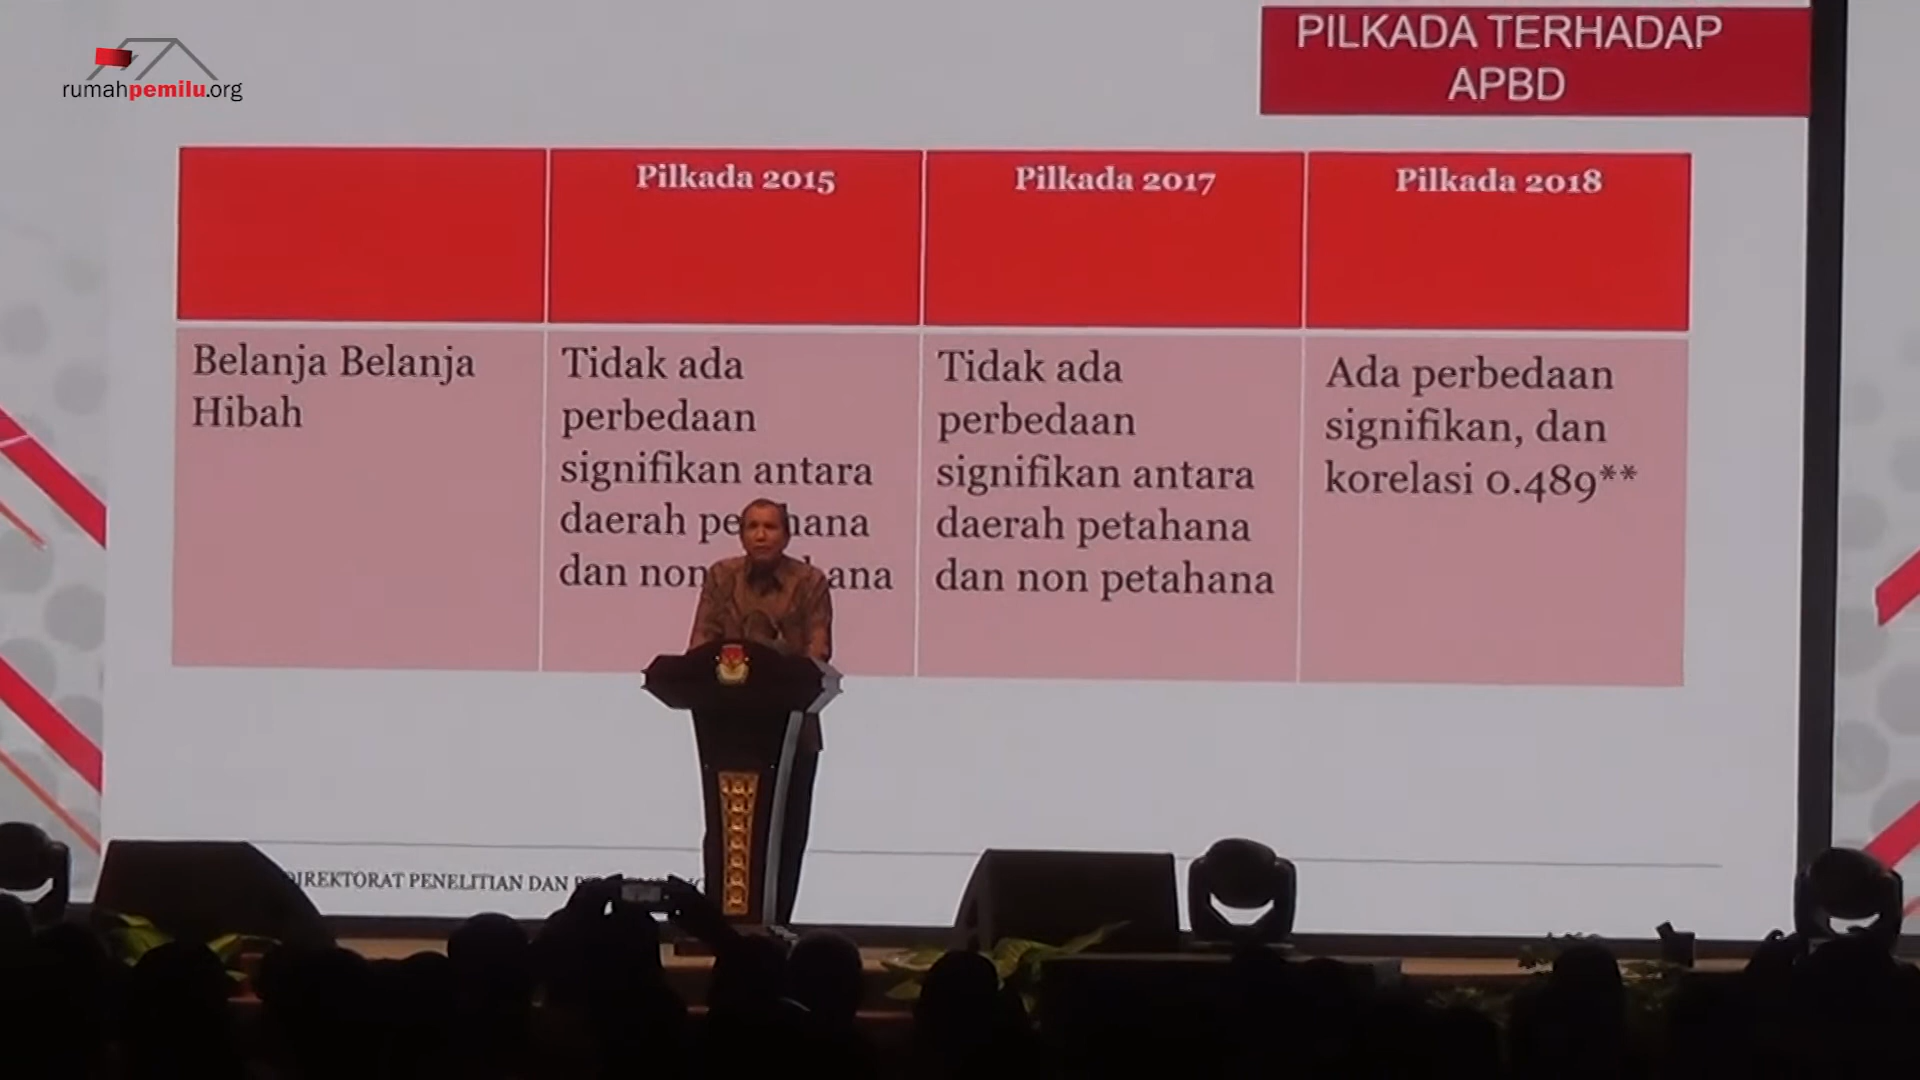 rumahpemilu.org
PILKADA TERHADAP
APBD
Pilkada 2015
Pilkada 2017
Pilkada 2018
Belanja Belanja
Hibah
Tidak ada
perbedaan
signifikan antara
daerah
dan
Tidak ada
perbedaan
signifikan antara
daerah petahana
dan non petahana
Ada perbedaan
signifikan, dan
korelasi 0.489**
DIREKTORAT PENELITIAN DAN